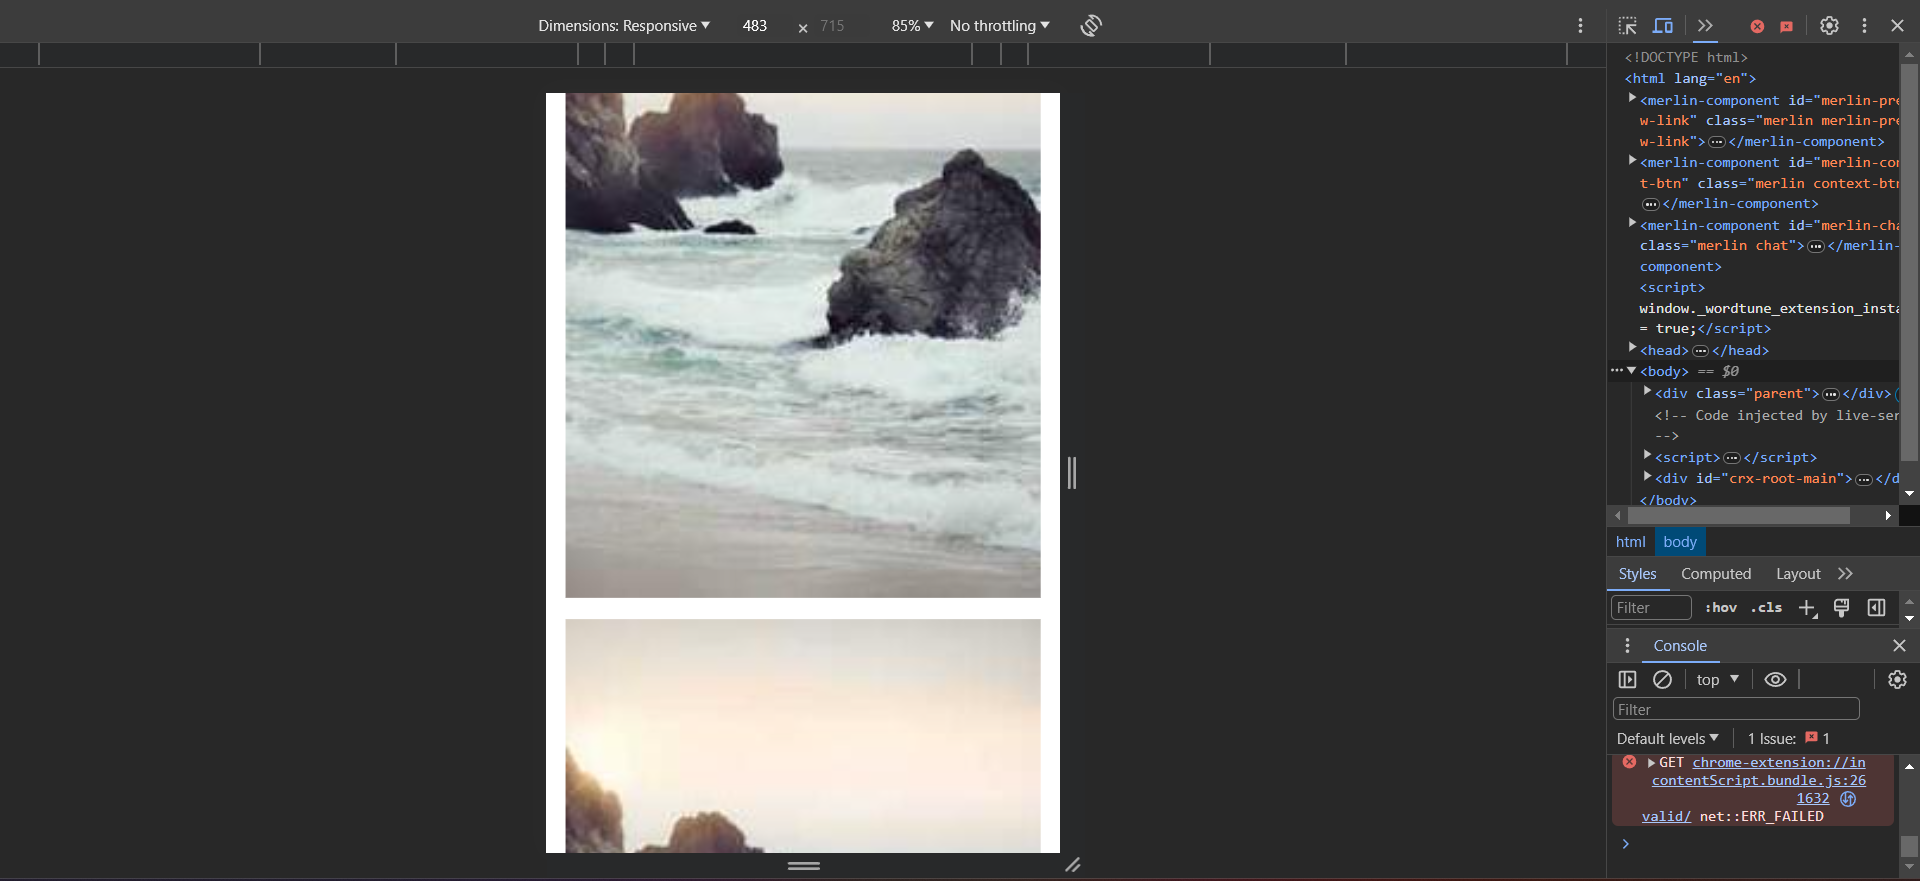 Dimensions: Responsive 483 × 715 85% No throttling
<!DOCTYPE html>
<html lang="en">
<merlin-component id="merlin-pre
w-link" class="merlin merlin-pre
w-link"> </merlin-component>
<merlin-component id="merlin-con
t-btn" class="merlin context-btn
</merlin-component>
<merlin-component id="merlin-cha
class="merlin chat"> </merlin-
component>
<script>
window._wordtune_extension_insta
= true;</script>
<head> </head>
<body> == $0
<div class="parent"> </div>
<!-- Code injected by live-ser
-->
<script> </script>
<div id="crx-root-main"> </d
</body>
html body
Styles Computed Layout
Filter :hov .cls
Console
top
Filter
Default levels 1 Issue: 1
GET chrome-extension://in
contentScript.bundle.js:26
1632
valid/ net::ERR_FAILED